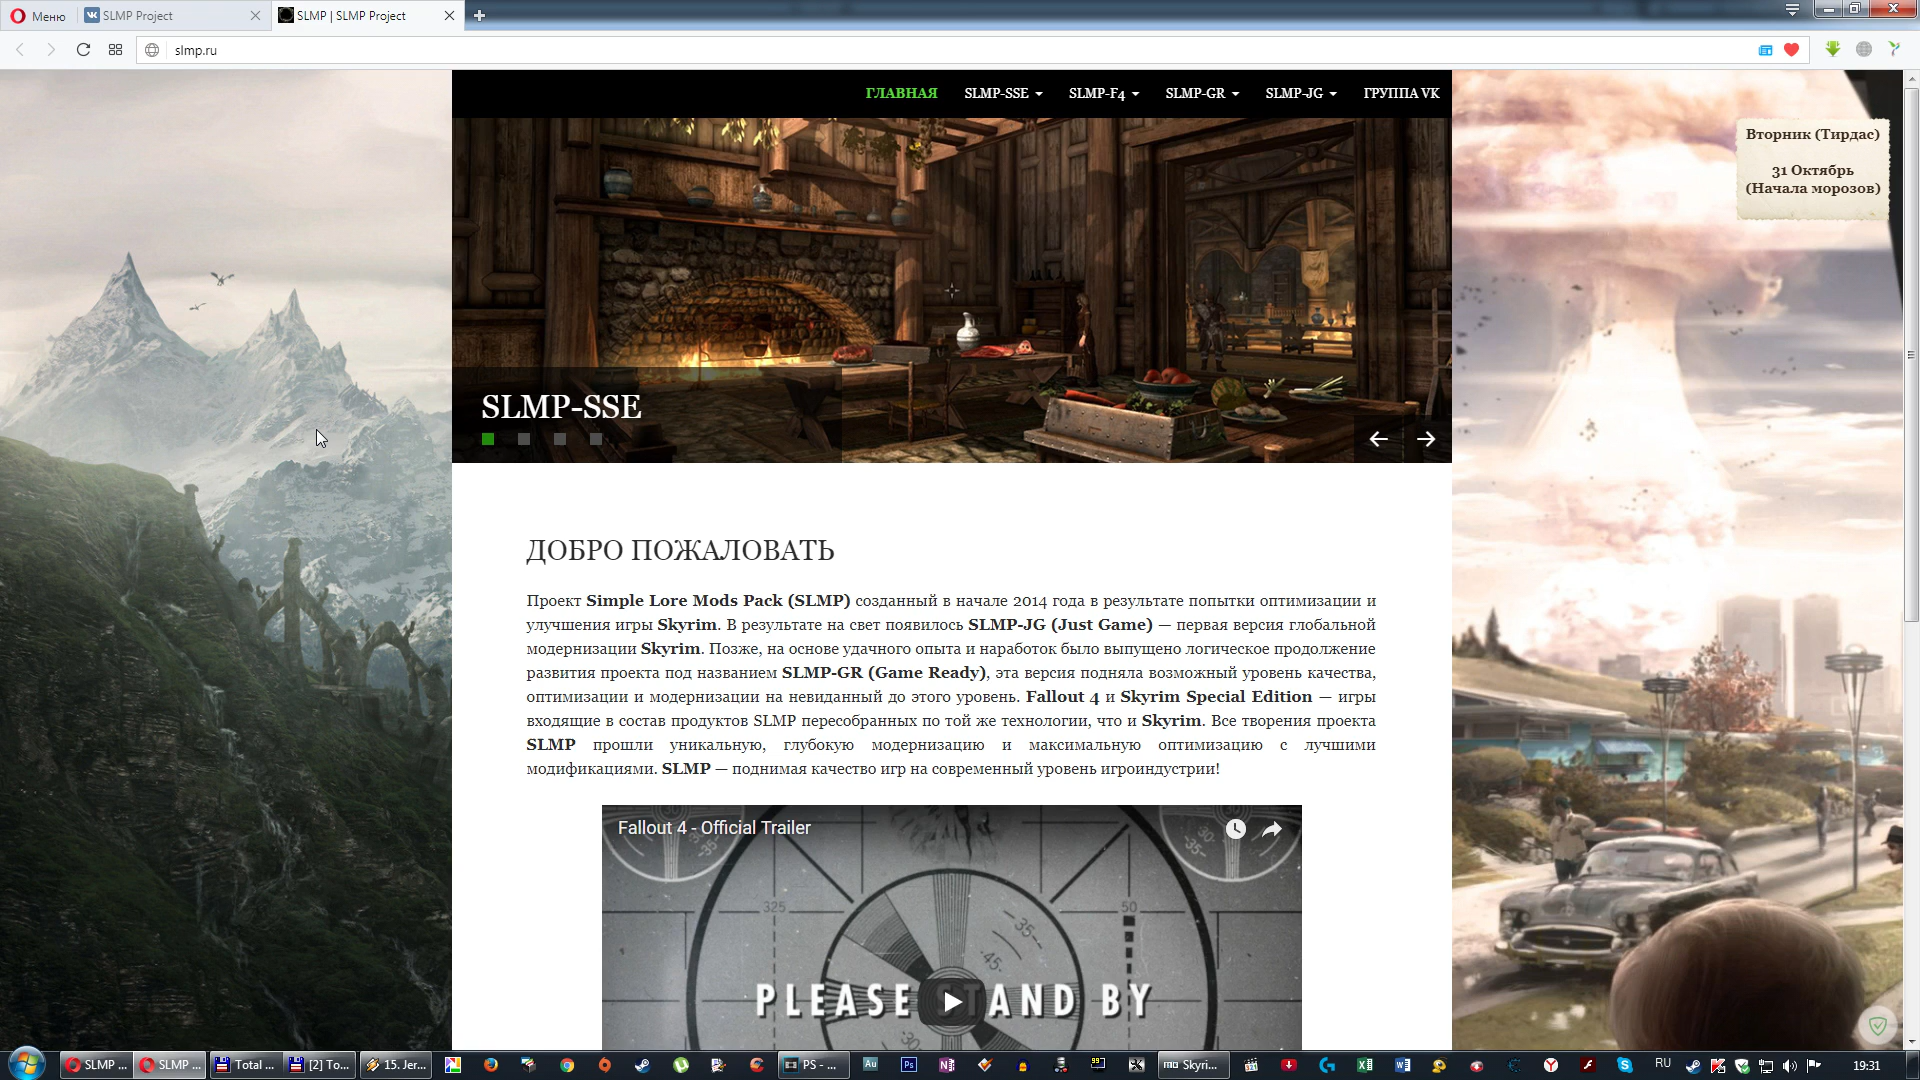 Меню
SLMP Project
SLMP | SLMP Project
slmp.ru
ГЛАВНАЯ
SLMP-SSE
SLMP-F4
SLMP-GR
SLMP-JG
ГРУППА VK
Вторник (Тирдас)
31 Октябрь
(Начала морозов)
SLMP-SSE
ДОБРО ПОЖАЛОВАТЬ
Проект Simple Lore Mods Pack (SLMP) созданный в начале 2014 года в результате попытки оптимизации и
улучшения игры Skyrim. В результате на свет появилось SLMP-JG (Just Game) — первая версия глобальной
модернизации Skyrim. Позже, на основе удачного опыта и наработок было выпущено логическое продолжение
развития проекта под названием SLMP-GR (Game Ready), эта версия подняла возможный уровень качества,
оптимизации и модернизации на невиданный до этого уровень. Fallout 4 и Skyrim Special Edition — игры
входящие в состав продуктов SLMP пересобранных по той же технологии, что и Skyrim. Все творения проекта
SLMP прошли уникальную, глубокую модернизацию и максимальную оптимизацию с лучшими
модификациями. SLMP — поднимая качество игр на современный уровень игроиндустрии!
Fallout 4 - Official Trailer
325
50
35
45
PLEASE STAND BY
SLMP ...
SLMP ...
Total ...
[2] To...
15. Jer...
PS - ...
Skyri...
RU
19:31